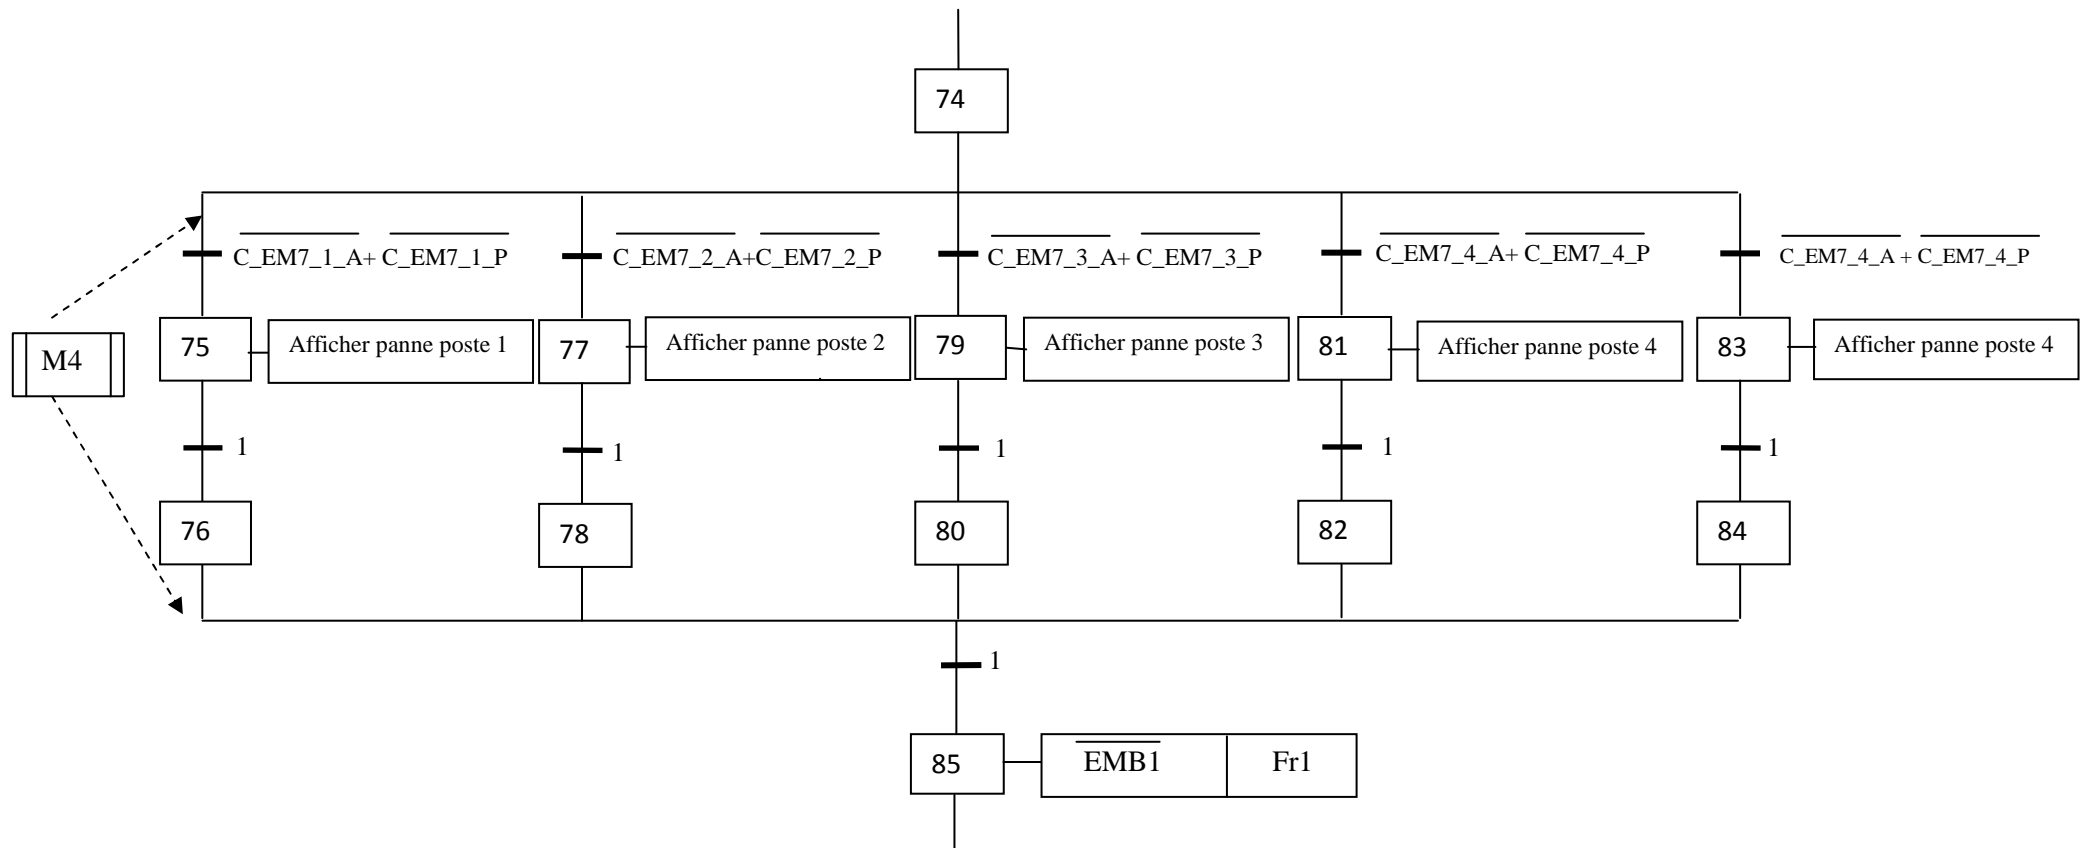 74
C_EM7_1_A+ C_EM7_1_P
C_EM7_2_A+C_EM7_2_P
C_EM7_3_A+ C_EM7_3_P
C_EM7_4_A+ C_EM7_4_P
C_EM7_4_A + C_EM7_4_P
M4
75
Afficher panne poste 1
77
Afficher panne poste 2
79
Afficher panne poste 3
81
Afficher panne poste 4
83
Afficher panne poste 4
1
1
1
1
1
76
78
80
82
84
1
85
EMB1
Fr1